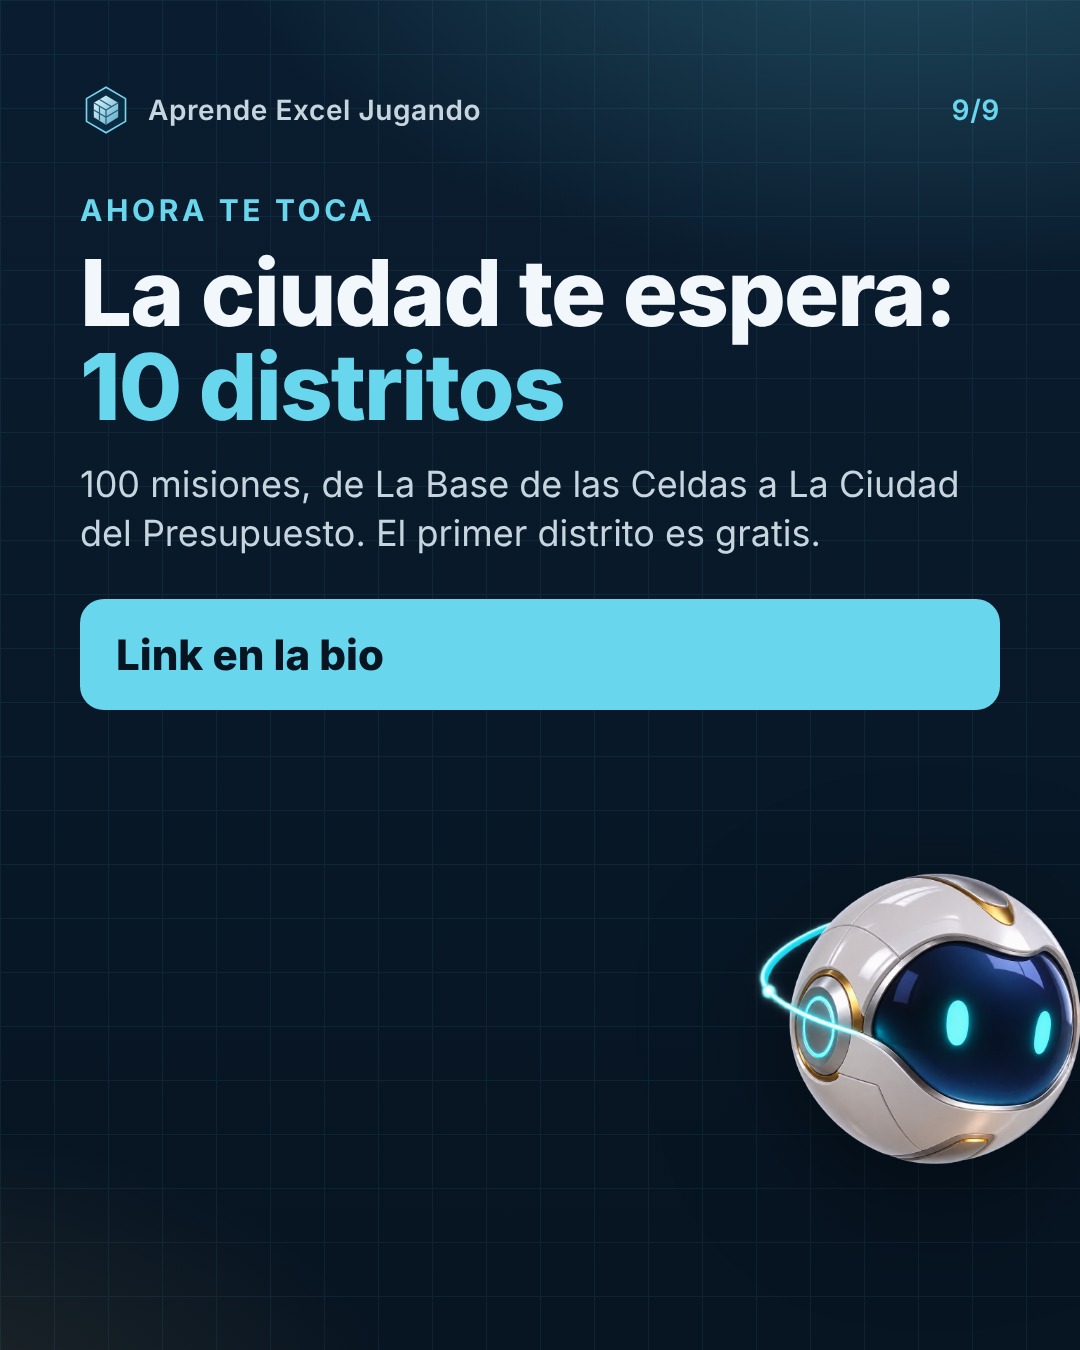 Aprende Excel Jugando
9/9
AHORA TE TOCA
La ciudad te espera:
10 distritos
100 misiones, de La Base de las Celdas a La Ciudad
del Presupuesto. El primer distrito es gratis.
Link en la bio